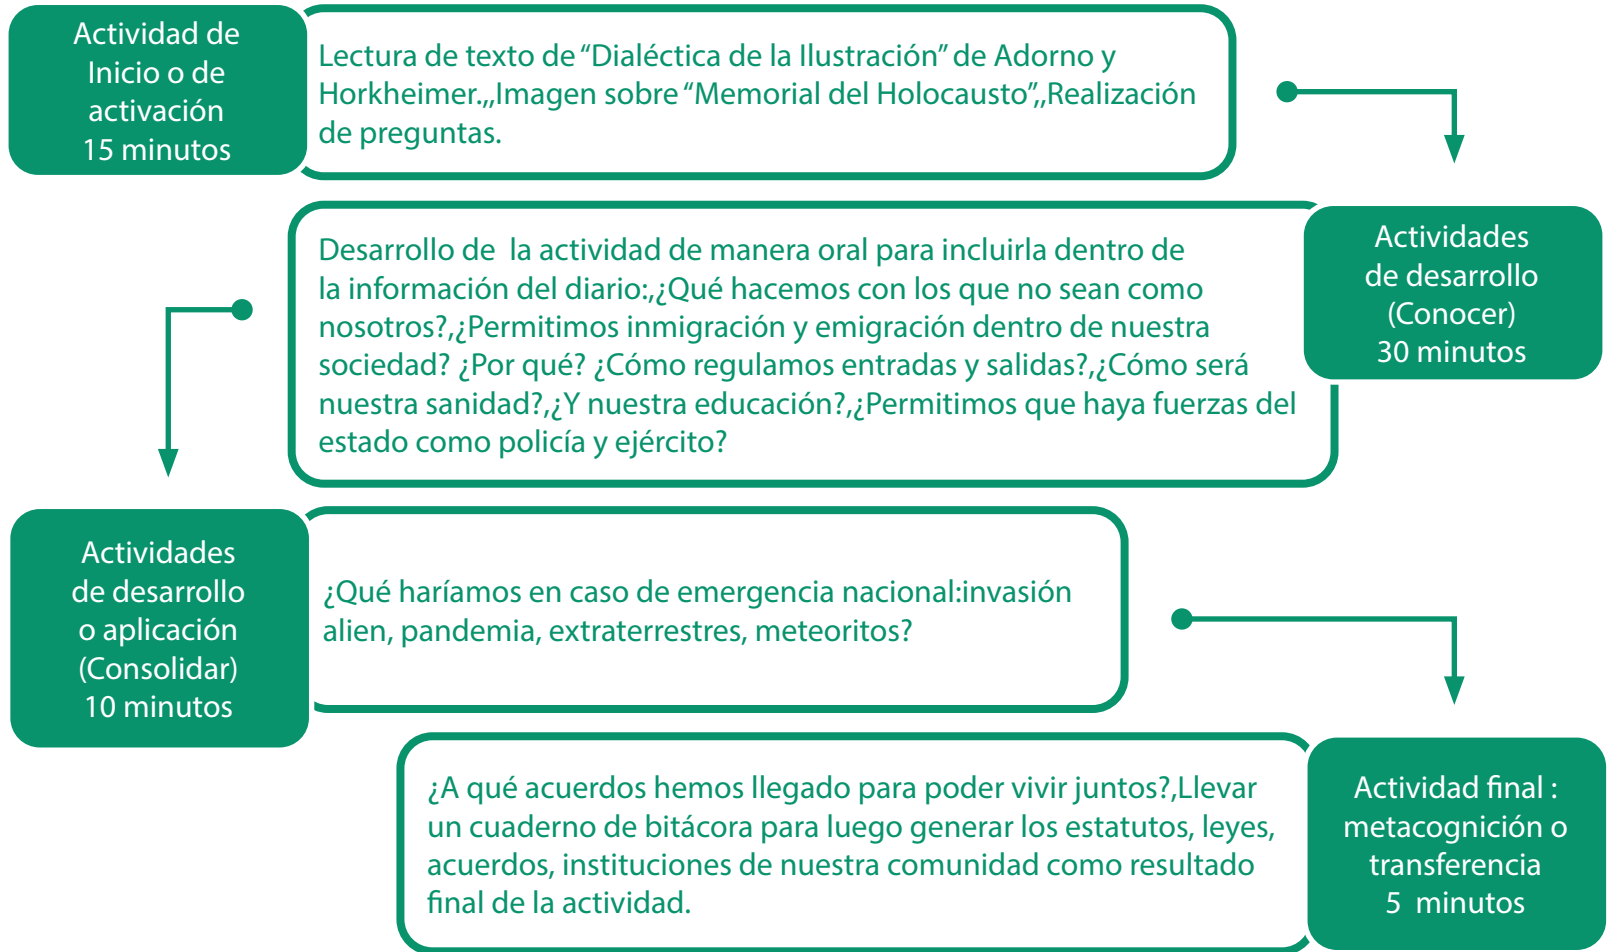 Actividad de
Inicio o de
activación
15 minutos
Lectura de texto de “Dialéctica de la Ilustración” de Adorno y
Horkheimer.,,Imagen sobre “Memorial del Holocausto”,,Realización
de preguntas.
Desarrollo de  la actividad de manera oral para incluirla dentro de
la información del diario:,¿Qué hacemos con los que no sean como
nosotros?,¿Permitimos inmigración y emigración dentro de nuestra
sociedad? ¿Por qué? ¿Cómo regulamos entradas y salidas?,¿Cómo será
nuestra sanidad?,¿Y nuestra educación?,¿Permitimos que haya fuerzas del
estado como policía y ejército?
Actividades
de desarrollo
(Conocer)
30 minutos
Actividades
de desarrollo
o aplicación
(Consolidar)
10 minutos
¿Qué haríamos en caso de emergencia nacional:invasión
alien, pandemia, extraterrestres, meteoritos?
¿A qué acuerdos hemos llegado para poder vivir juntos?,Llevar
un cuaderno de bitácora para luego generar los estatutos, leyes,
acuerdos, instituciones de nuestra comunidad como resultado
final de la actividad.
Actividad final :
metacognición o
transferencia
5  minutos